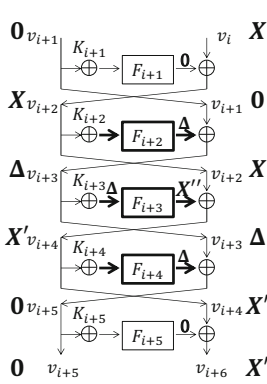 0 v_{i+1} v_i X
K_{i+1} F_{i+1} 0
X v_{i+2} v_{i+1} 0
K_{i+2} F_{i+2} Δ
Δ v_{i+3} v_{i+2} X
K_{i+3} Δ F_{i+3} X''
X' v_{i+4} v_{i+3} Δ
K_{i+4} F_{i+4} Δ
0 v_{i+5} v_{i+4} X'
K_{i+5} F_{i+5} 0
0 v_{i+5} v_{i+6} X'